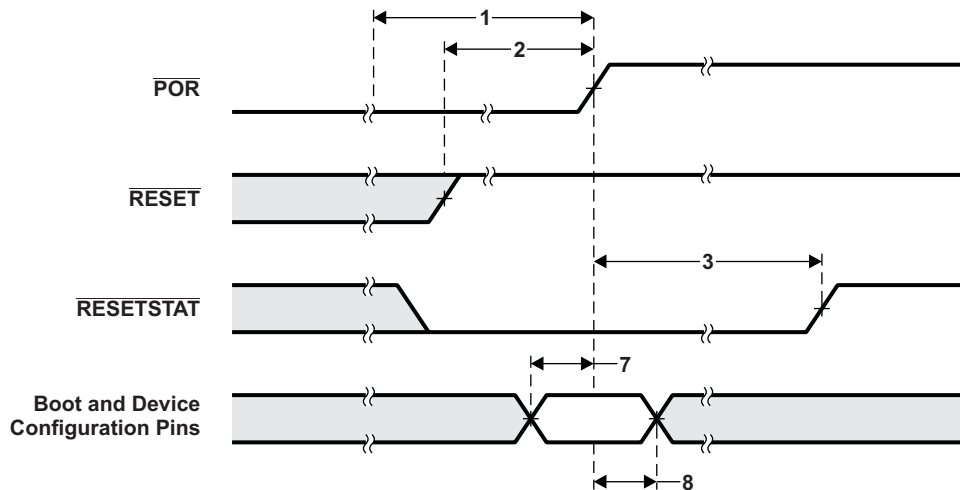 1
2
POR
RESET
3
RESETSTAT
7
Boot and Device
Configuration Pins
8